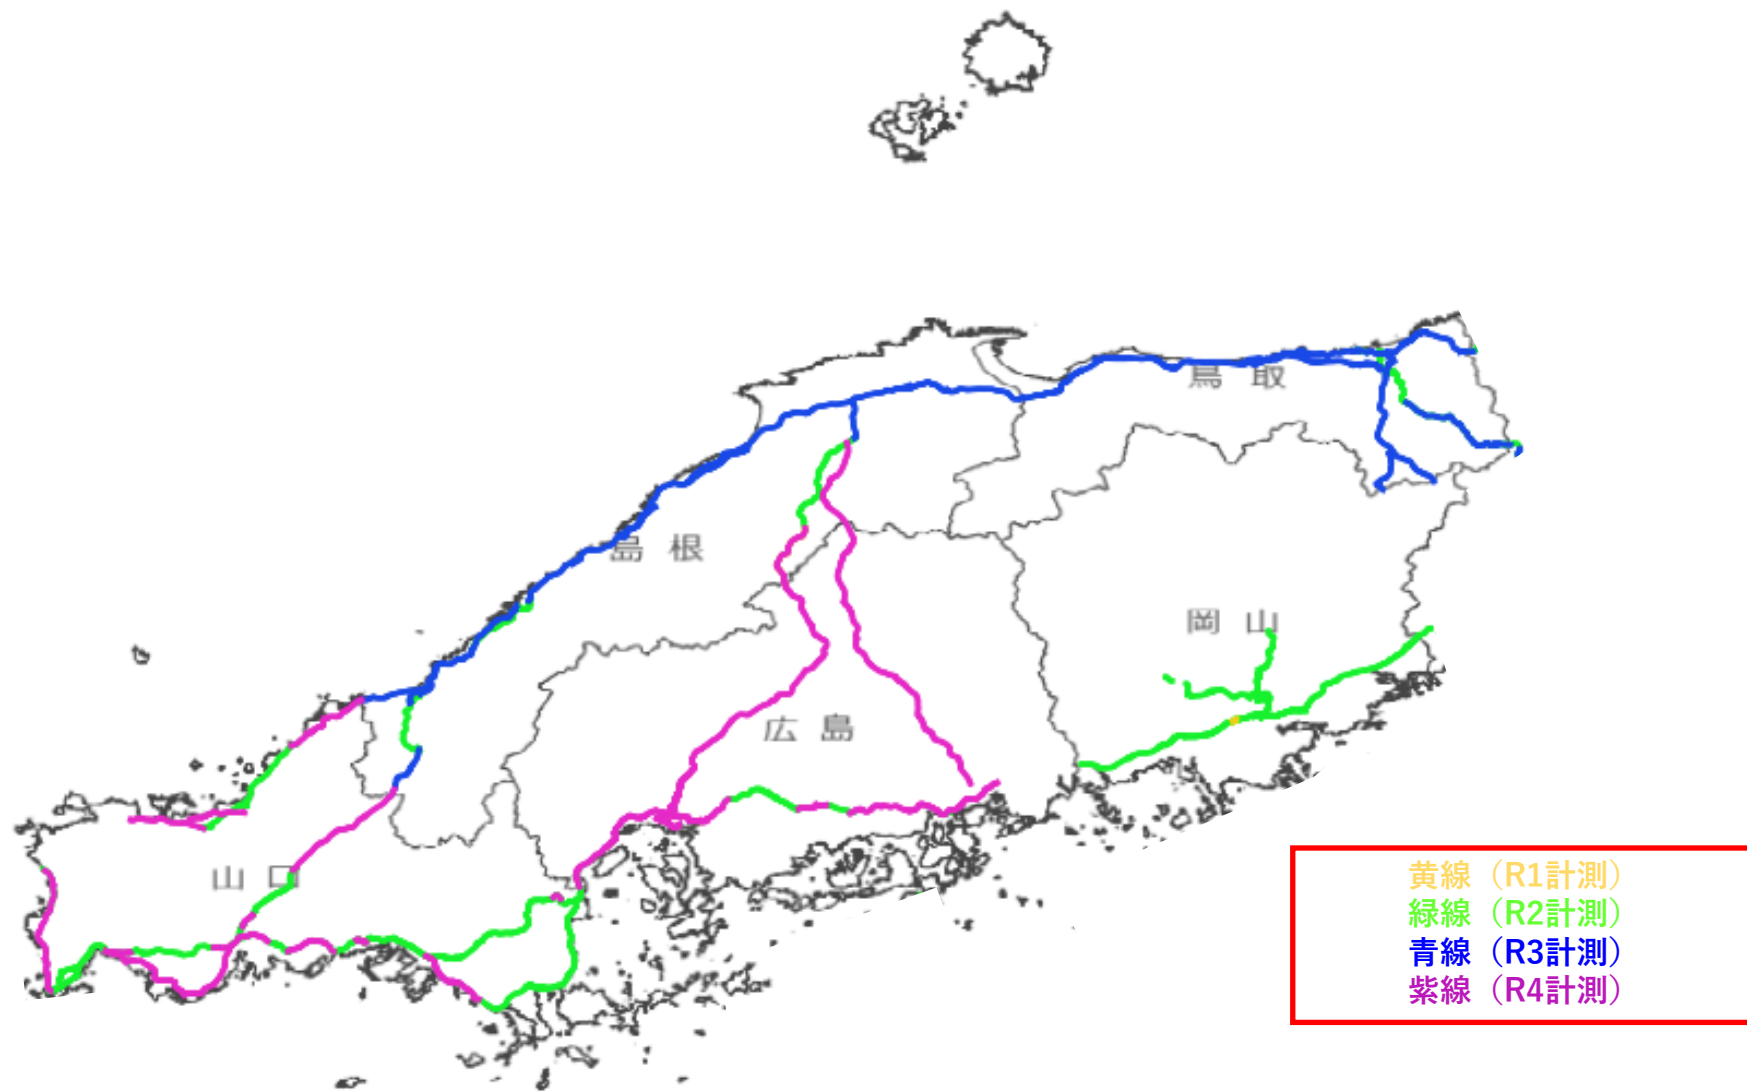 鳥取
島根
岡山
広島
山口
黄線（R1計測）
緑線（R2計測）
青線（R3計測）
紫線（R4計測）